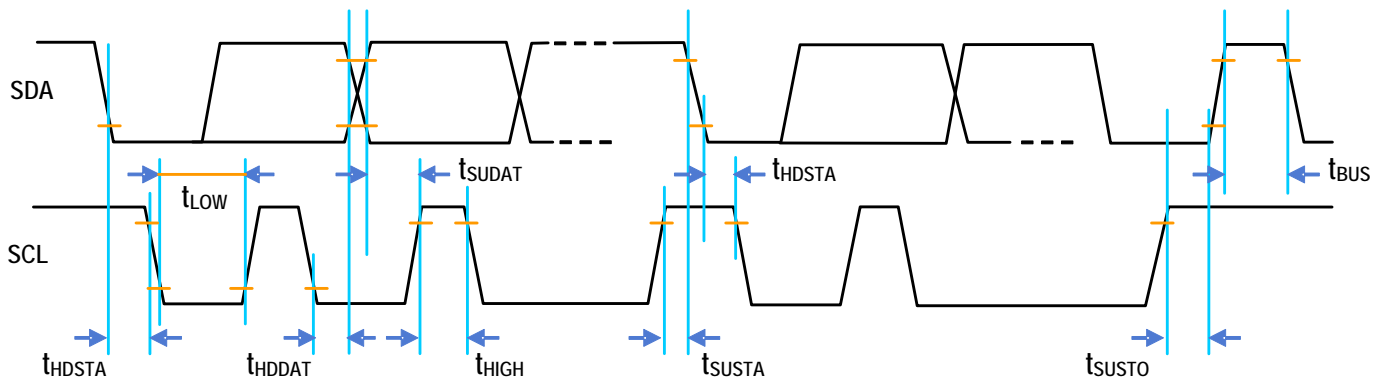 SDA
tSUDAT
tHDSTA
tBUS
tLOW
SCL
tHDSTA
tHDDAT
tHIGH
tSUSTA
tSUSTO